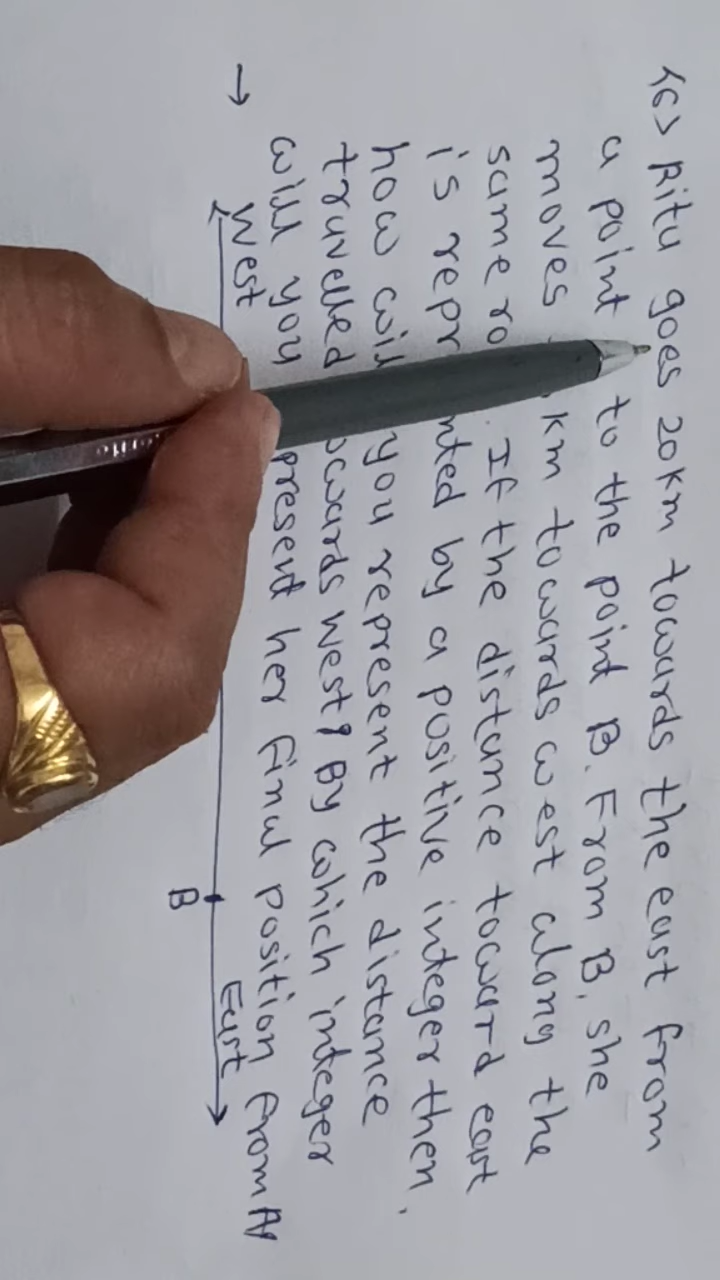 (c) Ritu goes 20km towards the east from
a point to the point B. From B, she
moves km towards west along the
same ro . If the distance toward east
is repr nted by a positive integer then,
how will you represent the distance
travelled towards west? By which integer
will you present her final position from A
→ West East
B